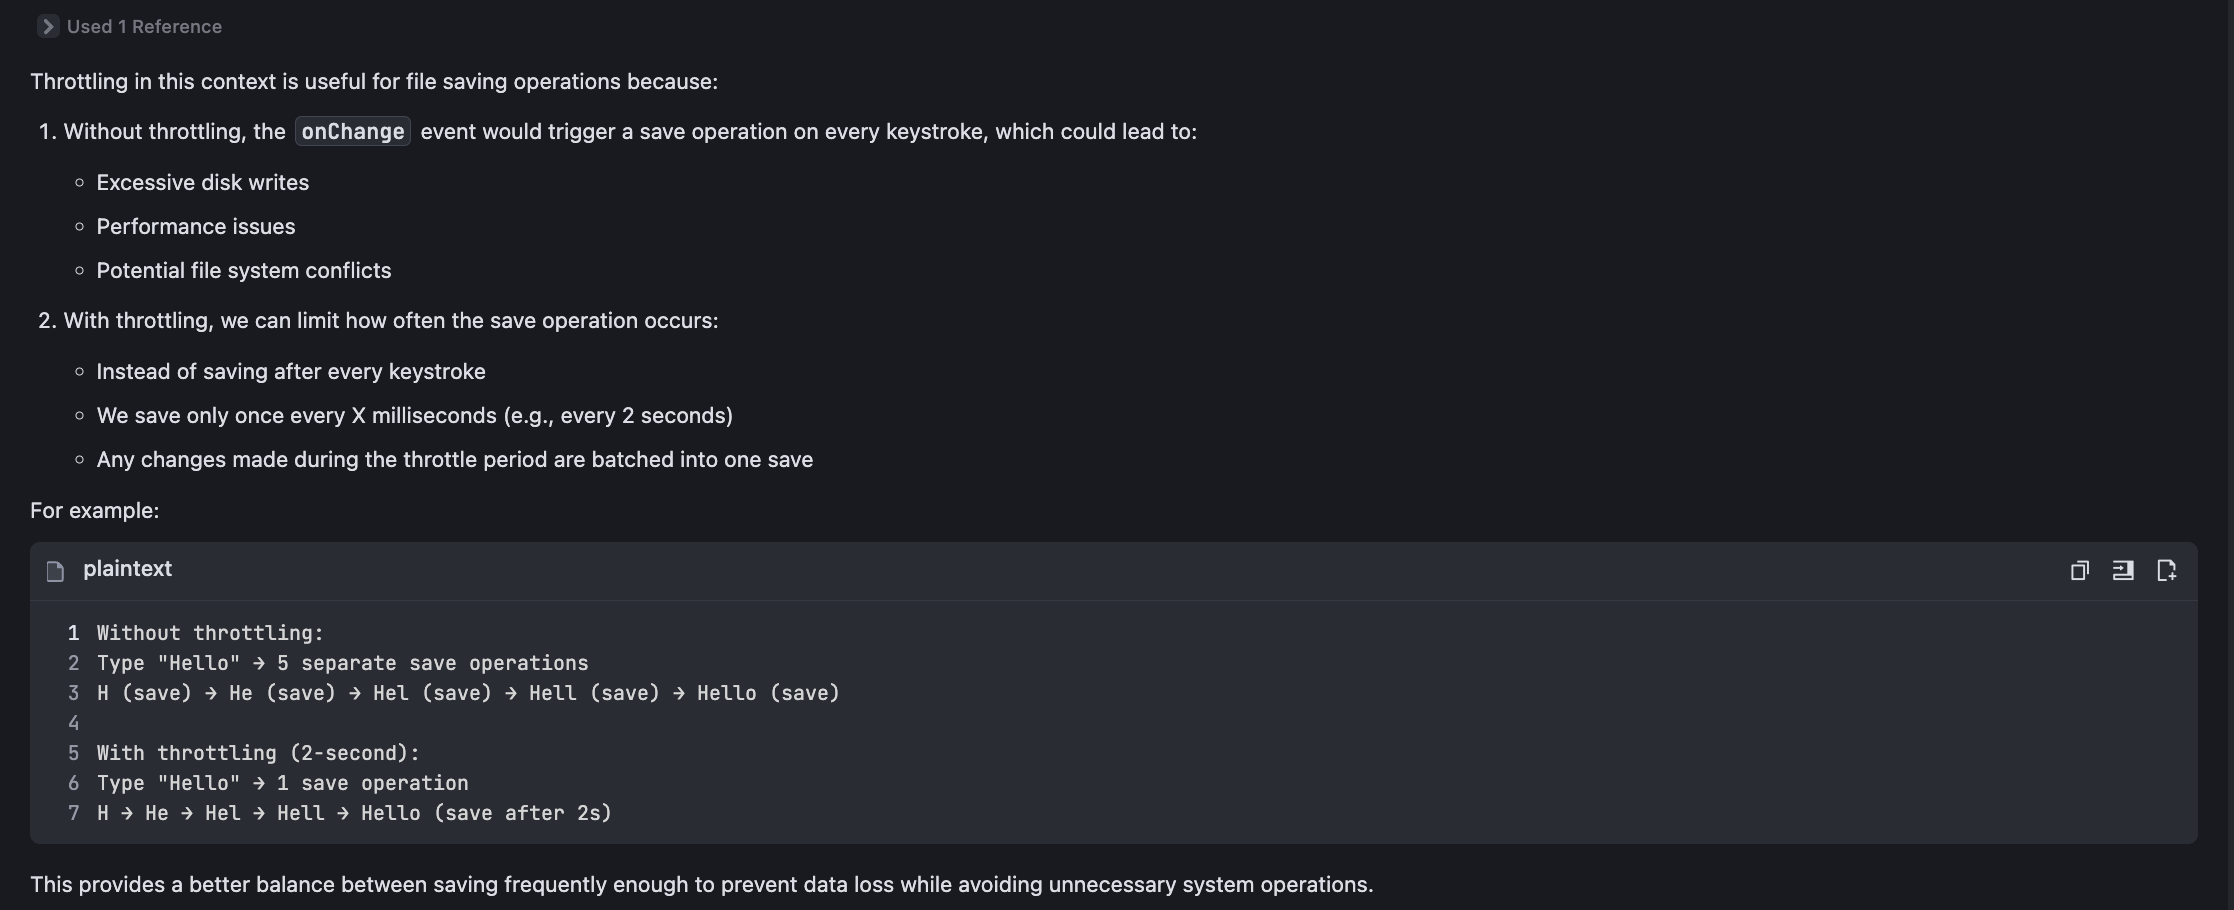 Used 1 Reference
Throttling in this context is useful for file saving operations because:
1. Without throttling, the onChange event would trigger a save operation on every keystroke, which could lead to:
◦ Excessive disk writes
◦ Performance issues
◦ Potential file system conflicts
2. With throttling, we can limit how often the save operation occurs:
◦ Instead of saving after every keystroke
◦ We save only once every X milliseconds (e.g., every 2 seconds)
◦ Any changes made during the throttle period are batched into one save
For example:
plaintext
1 Without throttling:
2 Type "Hello" → 5 separate save operations
3 H (save) → He (save) → Hel (save) → Hell (save) → Hello (save)
4
5 With throttling (2-second):
6 Type "Hello" → 1 save operation
7 H → He → Hel → Hell → Hello (save after 2s)
This provides a better balance between saving frequently enough to prevent data loss while avoiding unnecessary system operations.